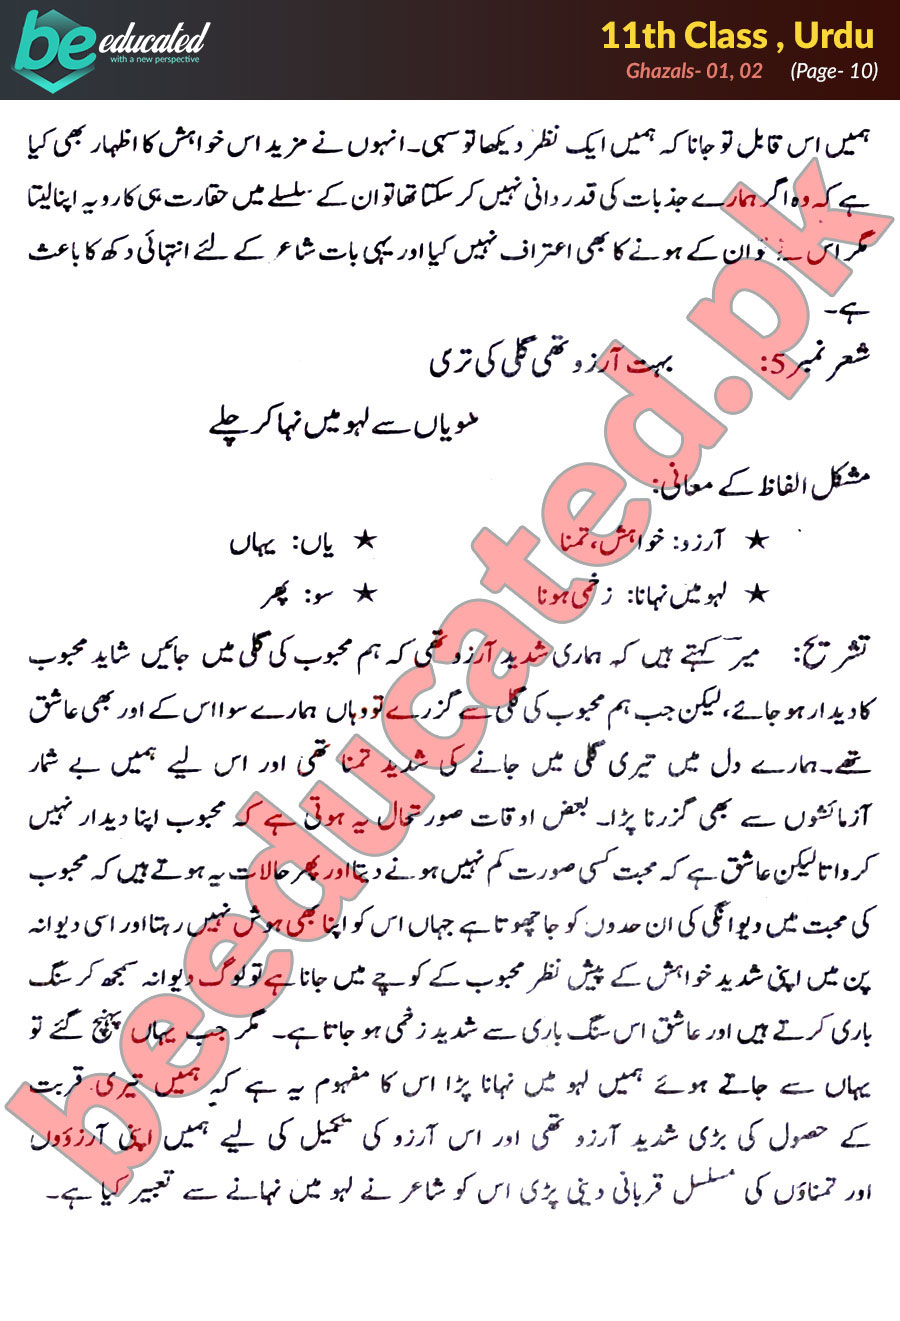 be educated
with a new perspective
11th Class , Urdu
Ghazals- 01, 02 (Page- 10)
ہمیں اس قابل تو جانا کہ ہمیں ایک نظر دیکھا تو سہی۔ انہوں نے مزید اس خواہش کا اظہار بھی کیا
ہے کہ وہ اگر ہمارے جذبات کی قدردانی نہیں کر سکتا تھا تو ان کے سلسلے میں حقارت ہی کا رویہ اپنا لیتا
مگر اس نے تو ان کے ہونے کا بھی اعتراف نہیں کیا اور یہی بات شاعر کے لئے انتہائی دکھ کا باعث
ہے۔
شعر نمبر 5: بہت آرزو تھی گلی کی تری
سو یاں سے لہو میں نہا کر چلے
مشکل الفاظ کے معانی:
★ آرزو: خواہش، تمنا ★ یاں: یہاں
★ لہو میں نہانا: زخمی ہونا ★ سو: پھر
تشریح: میر کہتے ہیں کہ ہماری شدید آرزو تھی کہ ہم محبوب کی گلی میں جائیں شاید محبوب
کا دیدار ہو جائے، لیکن جب ہم محبوب کی گلی سے گزرے تو وہاں ہمارے سوا اس کے اور بھی عاشق
تھے۔ ہمارے دل میں تیری گلی میں جانے کی شدید تمنا تھی اور اس لیے ہمیں بے شمار
آزمائشوں سے بھی گزرنا پڑا۔ بعض اوقات صورتحال یہ ہوتی ہے کہ محبوب اپنا دیدار نہیں
کرواتا لیکن عاشق ہے کہ محبت کسی صورت کم نہیں ہونے دیتا اور پھر حالات یہ ہوتے ہیں کہ محبوب
کی محبت میں دیوانگی کی ان حدوں کو جا چھوتا ہے جہاں اس کو اپنا بھی ہوش نہیں رہتا اور اسی دیوانہ
پن میں اپنی شدید خواہش کے پیش نظر محبوب کے کوچے میں جانا ہے تو لوگ دیوانہ سمجھ کر سنگ
باری کرتے ہیں اور عاشق اس سنگ باری سے شدید زخمی ہو جاتا ہے۔ مگر جب یہاں پہنچ گئے تو
یہاں سے جاتے ہوئے ہمیں لہو میں نہانا پڑا اس کا مفہوم یہ ہے کہ ہمیں تیری قربت
کے حصول کی بڑی شدید آرزو تھی اور اس آرزو کی تکمیل کی لیے ہمیں اپنی آرزوؤں
اور تمناؤں کی مسلسل قربانی دینی پڑی اس کو شاعر نے لہو میں نہانے سے تعبیر کیا ہے۔
beeducated.pk